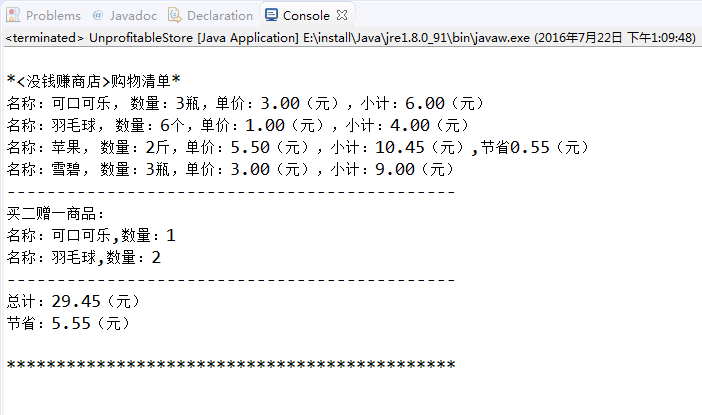 Problems @ Javadoc Declaration Console
<terminated> UnprofitableStore [Java Application] E:\install\Java\jre1.8.0_91\bin\javaw.exe (2016年7月22日 下午1:09:48)
*<没钱赚商店>购物清单*
名称：可口可乐, 数量：3瓶，单价：3.00（元），小计：6.00（元）
名称：羽毛球, 数量：6个，单价：1.00（元），小计：4.00（元）
名称：苹果, 数量：2斤，单价：5.50（元），小计：10.45（元）,节省0.55（元）
名称：雪碧, 数量：3瓶，单价：3.00（元），小计：9.00（元）
---------------------------------------------
买二赠一商品：
名称：可口可乐,数量：1
名称：羽毛球,数量：2
---------------------------------------------
总计：29.45（元）
节省：5.55（元）
*********************************************